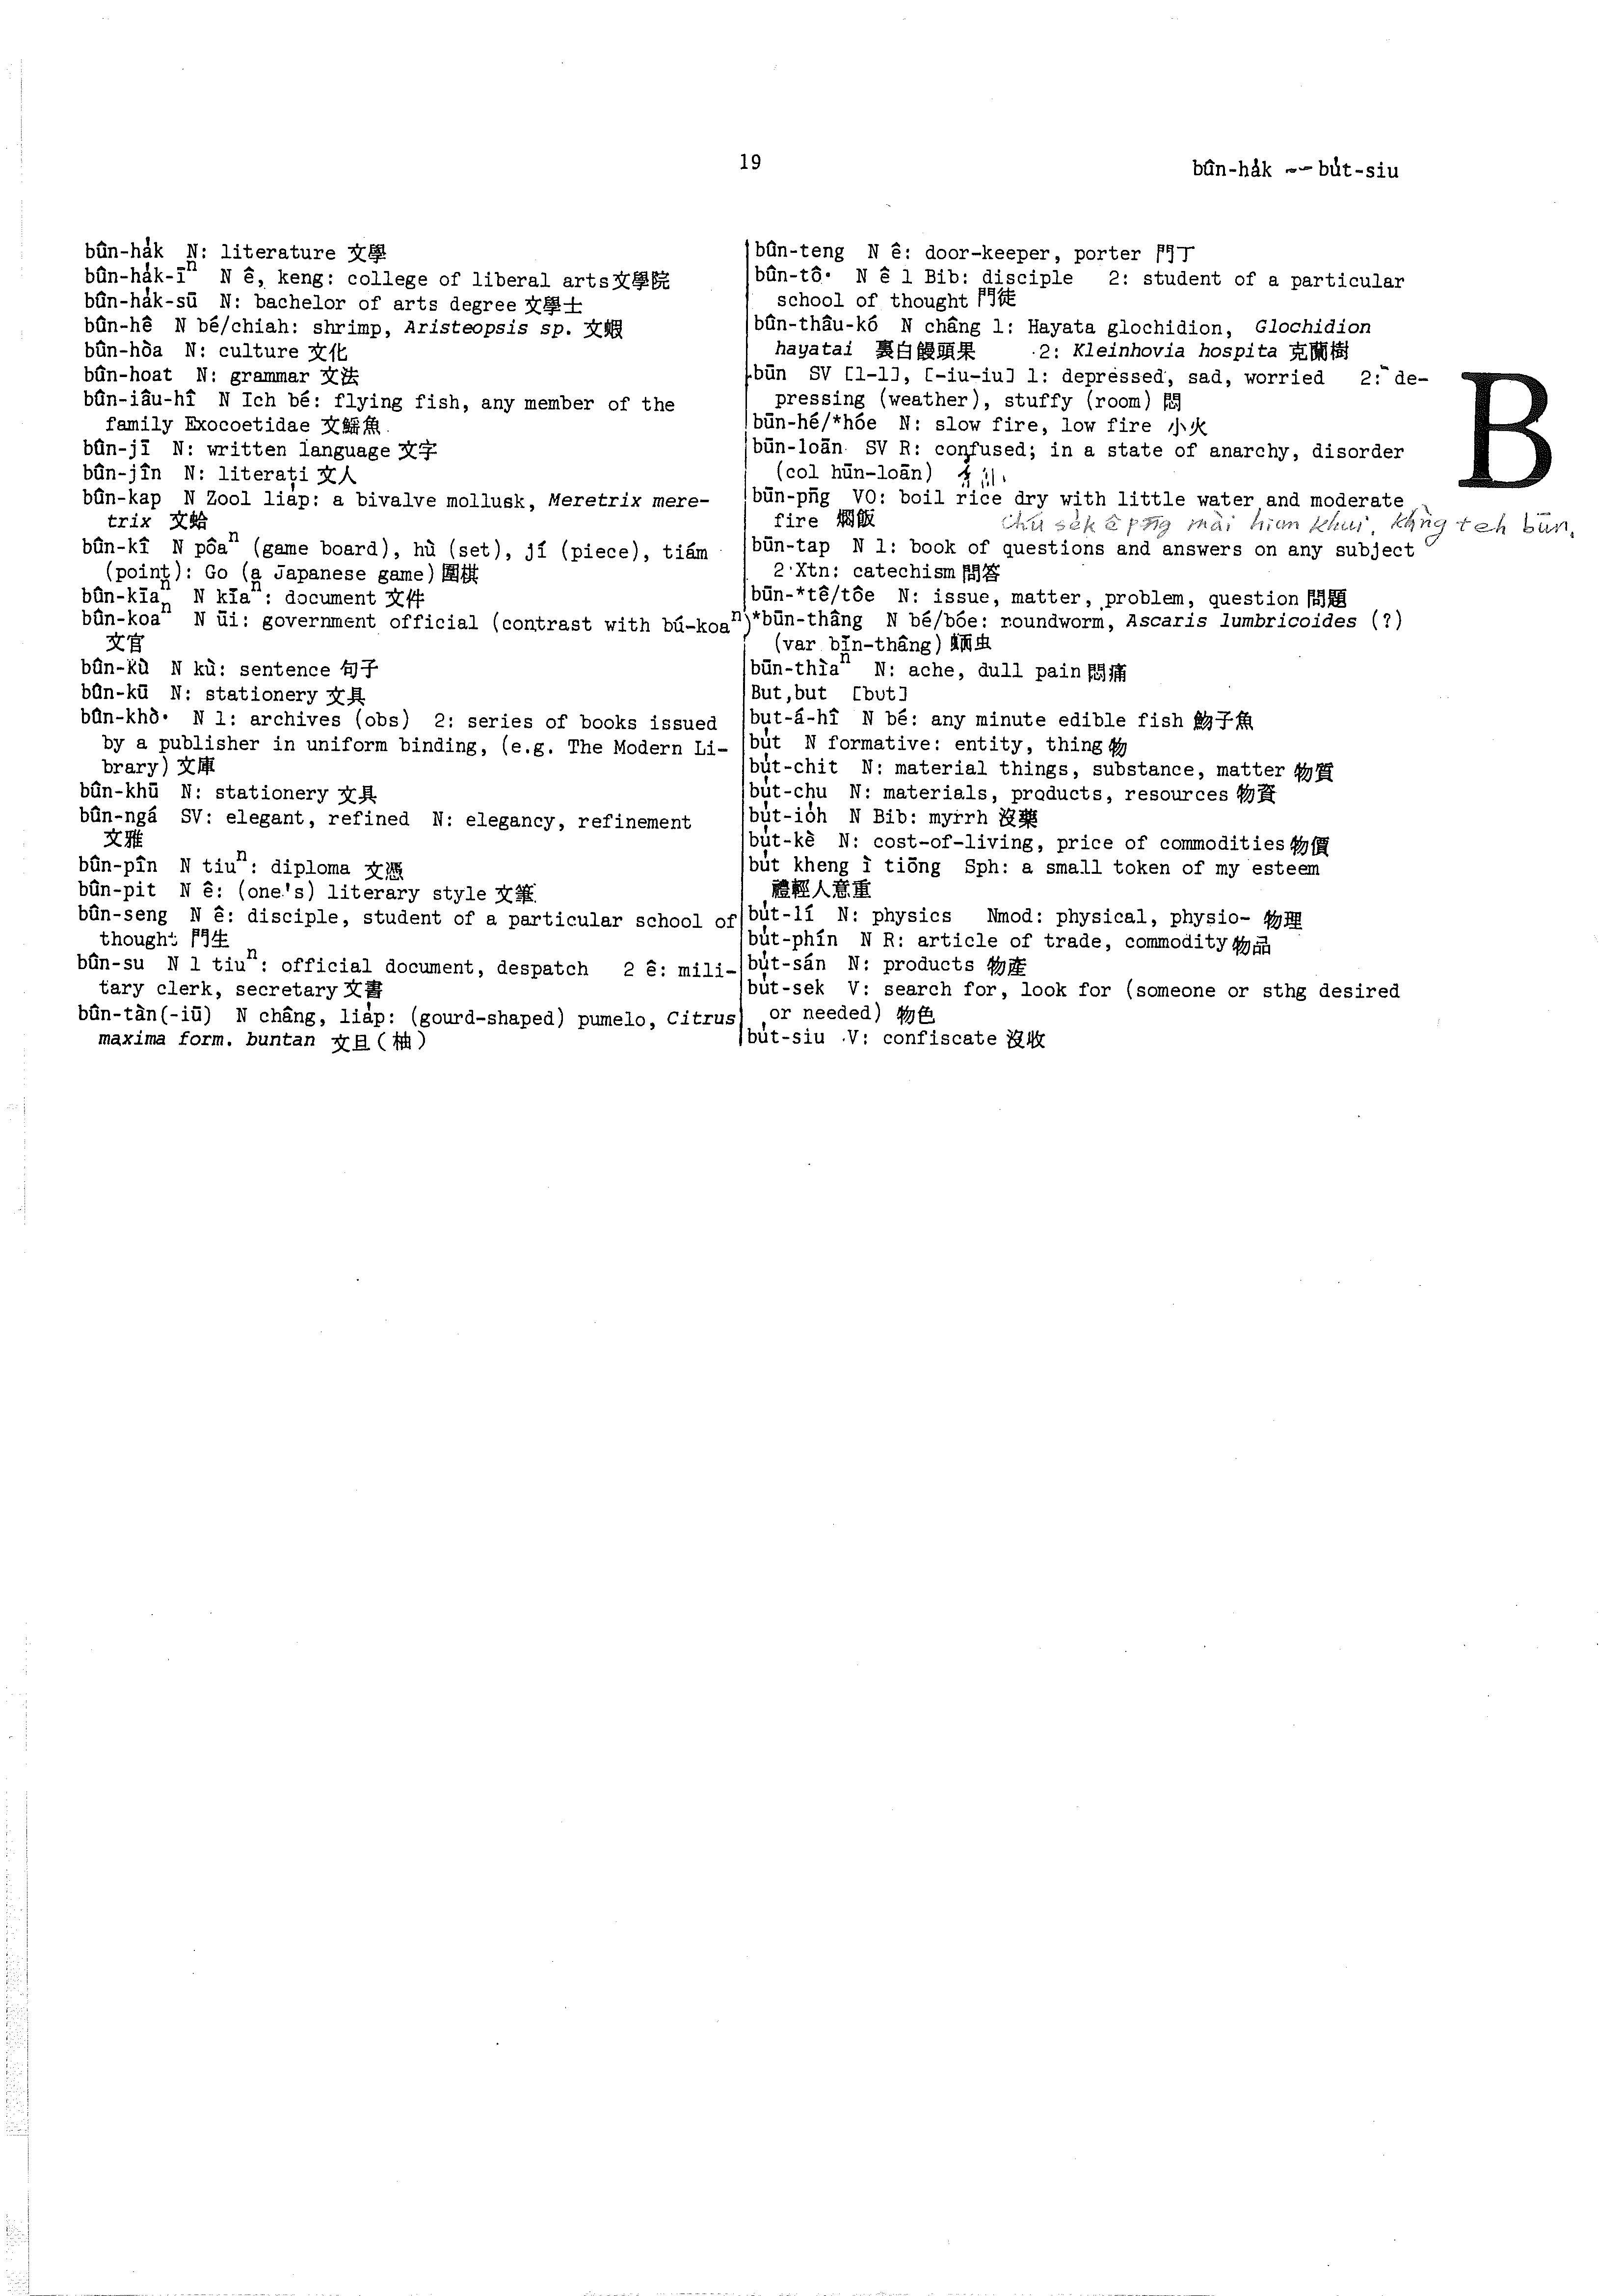 19
bûn-ha̍k -- bu̍t-siu
bûn-ha̍k N: literature 文學
bûn-ha̍k-īⁿ N ê, keng: college of liberal arts 文學院
bûn-ha̍k-sū N: bachelor of arts degree 文學士
bûn-hê N bé/chiah: shrimp, Aristeopsis sp. 文蝦
bûn-hòa N: culture 文化
bûn-hoat N: grammar 文法
bûn-iâu-hî N Ich bé: flying fish, any member of the
family Exocoetidae 文鰩魚
bûn-jī N: written language 文字
bûn-jîn N: literati 文人
bûn-kap N Zool lia̍p: a bivalve mollusk, Meretrix mere-
trix 文蛤
bûn-kî N pôaⁿ (game board), hù (set), jí (piece), tiám
(point): Go (a Japanese game) 圍棋
bûn-kīaⁿ N kīaⁿ: document 文件
bûn-koaⁿ N ūi: government official (contrast with bú-koaⁿ)
文官
bûn-kù N kù: sentence 句子
bûn-kū N: stationery 文具
bûn-khò· N 1: archives (obs) 2: series of books issued
by a publisher in uniform binding, (e.g. The Modern Li-
brary) 文庫
bûn-khū N: stationery 文具
bûn-ngá SV: elegant, refined N: elegancy, refinement
文雅
bûn-pîn N tiuⁿ: diploma 文憑
bûn-pit N ê: (one's) literary style 文筆
bûn-seng N ê: disciple, student of a particular school of
thought 門生
bûn-su N 1 tiuⁿ: official document, despatch 2 ê: mili-
tary clerk, secretary 文書
bûn-tàn(-iū) N châng, lia̍p: (gourd-shaped) pumelo, Citrus
maxima form. buntan 文旦(柚)
bûn-teng N ê: door-keeper, porter 門丁
bûn-tô· N ê 1 Bib: disciple 2: student of a particular
school of thought 門徒
bûn-thâu-kó N châng 1: Hayata glochidion, Glochidion
hayatai 裏白饅頭果 2: Kleinhovia hospita 克蘭樹
būn SV [1-1], [-iu-iu] 1: depressed, sad, worried 2: de-
pressing (weather), stuffy (room) 悶
būn-hé/*hóe N: slow fire, low fire 小火
būn-loān SV R: confused; in a state of anarchy, disorder
(col hūn-loān)
būn-pn̄g VO: boil rice dry with little water and moderate
fire 燜飯 chú se̍k ê pn̄g mài hian khui, khǹg teh būn.
būn-tap N 1: book of questions and answers on any subject
2 Xtn: catechism 問答
būn-*tê/tôe N: issue, matter, problem, question 問題
*būn-thâng N bé/bóe: roundworm, Ascaris lumbricoides (?)
(var bīn-thâng) 蛔虫
būn-thìaⁿ N: ache, dull pain 悶痛
But,but [but]
but-á-hî N bé: any minute edible fish 魩子魚
bu̍t N formative: entity, thing 物
bu̍t-chit N: material things, substance, matter 物質
bu̍t-chu N: materials, products, resources 物資
bu̍t-io̍h N Bib: myrrh 沒藥
bu̍t-kè N: cost-of-living, price of commodities 物價
bu̍t kheng ì tiōng Sph: a small token of my esteem
禮輕人意重
bu̍t-lí N: physics Nmod: physical, physio- 物理
bu̍t-phín N R: article of trade, commodity 物品
bu̍t-sán N: products 物產
bu̍t-sek V: search for, look for (someone or sthg desired
or needed) 物色
bu̍t-siu V: confiscate 沒收
B